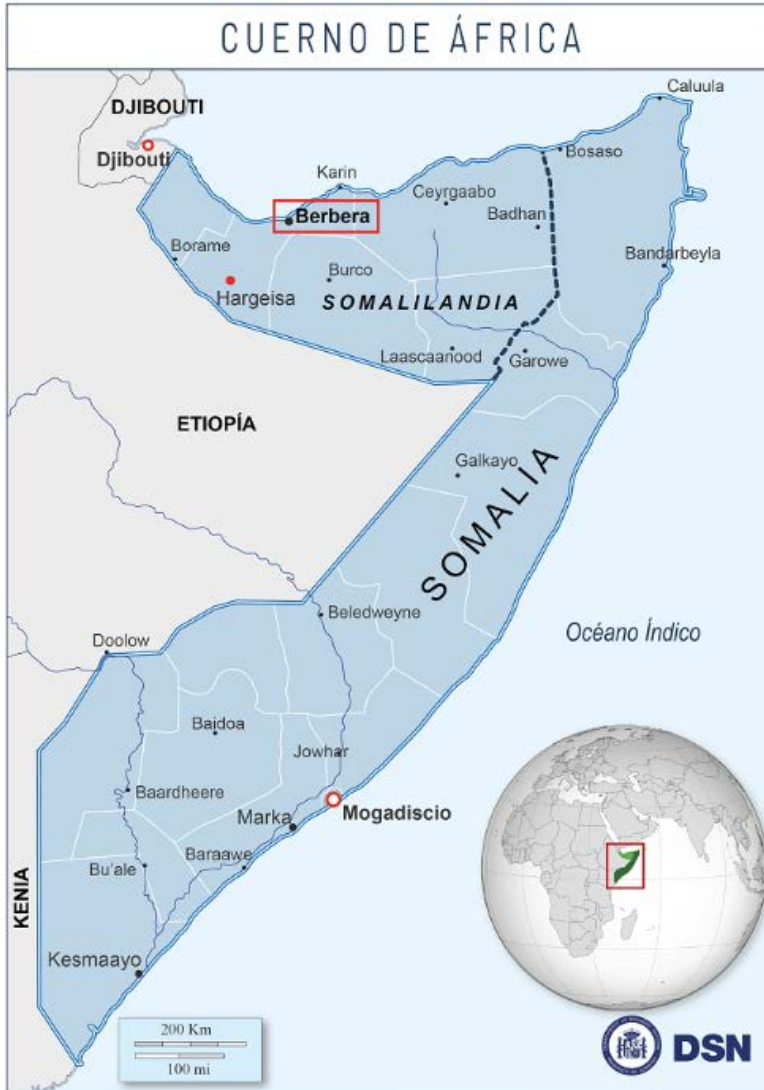 CUERNO DE ÁFRICA
Caluula
DJIBOUTI
Djibouti
Bosaso
Karin
Ceyrgaabo
Berbera
Badhan
Borame
Bandarbeyla
Burco
Hargeisa
SOMALILANDIA
Laascaanood
Garowe
ETIOPÍA
Galkayo
SOMALIA
Beledweyne
Océano Índico
Doolow
Bajdoa
Jowhar
Baardheere
Mogadiscio
Marka
Bu'ale
Baraawe
KENIA
Kesmaayo
200 Km
100 mi
DSN